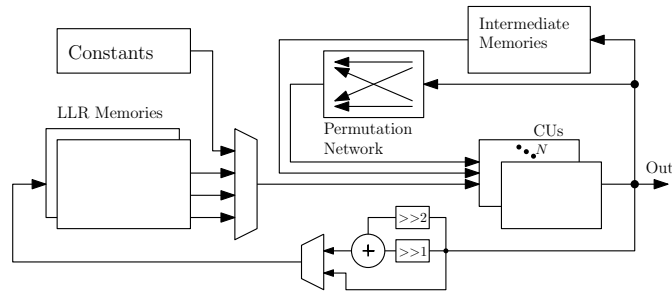 Constants
Intermediate
Memories
LLR Memories
Permutation
Network
CUs
N
Out
>>2
+
>>1